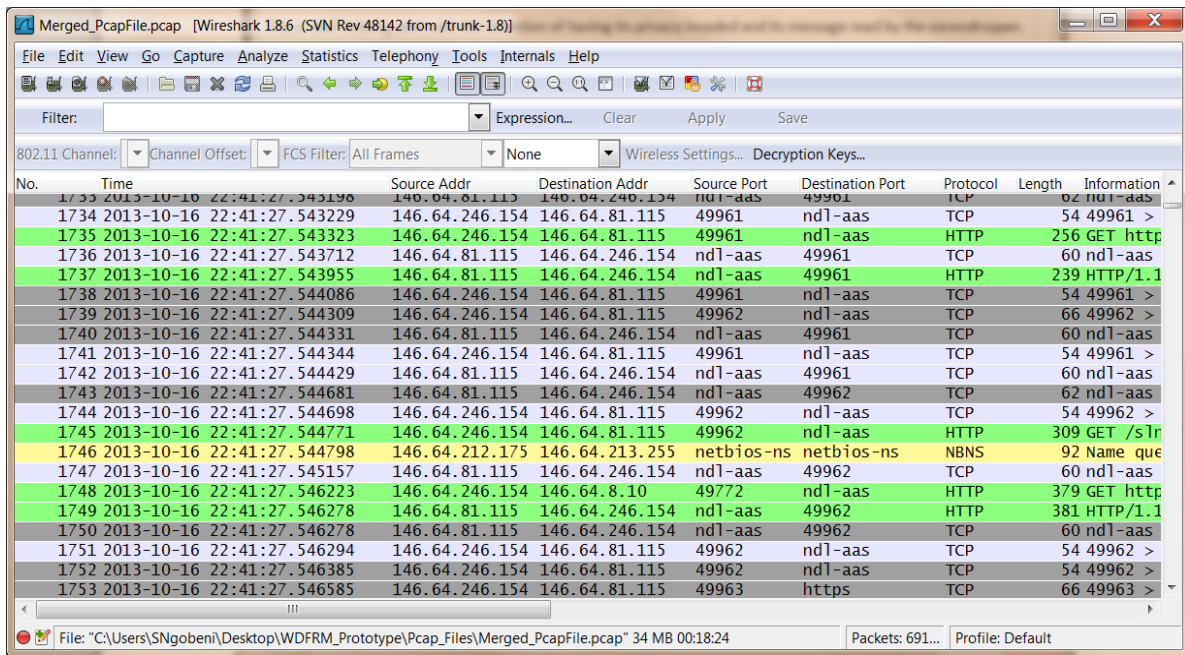 Merged_PcapFile.pcap [Wireshark 1.8.6 (SVN Rev 48142 from /trunk-1.8)]
File Edit View Go Capture Analyze Statistics Telephony Tools Internals Help
Filter: Expression... Clear Apply Save
802.11 Channel: Channel Offset: FCS Filter: All Frames None Wireless Settings... Decryption Keys...
No. Time Source Addr Destination Addr Source Port Destination Port Protocol Length Information
1733 2013-10-16 22:41:27.543198 146.64.81.115 146.64.246.154 ndl-aas 49961 TCP 62 ndl-aas
1734 2013-10-16 22:41:27.543229 146.64.246.154 146.64.81.115 49961 ndl-aas TCP 54 49961 >
1735 2013-10-16 22:41:27.543323 146.64.246.154 146.64.81.115 49961 ndl-aas HTTP 256 GET http
1736 2013-10-16 22:41:27.543712 146.64.81.115 146.64.246.154 ndl-aas 49961 TCP 60 ndl-aas
1737 2013-10-16 22:41:27.543955 146.64.81.115 146.64.246.154 ndl-aas 49961 HTTP 239 HTTP/1.1
1738 2013-10-16 22:41:27.544086 146.64.246.154 146.64.81.115 49961 ndl-aas TCP 54 49961 >
1739 2013-10-16 22:41:27.544309 146.64.246.154 146.64.81.115 49962 ndl-aas TCP 66 49962 >
1740 2013-10-16 22:41:27.544331 146.64.81.115 146.64.246.154 ndl-aas 49961 TCP 60 ndl-aas
1741 2013-10-16 22:41:27.544344 146.64.246.154 146.64.81.115 49961 ndl-aas TCP 54 49961 >
1742 2013-10-16 22:41:27.544429 146.64.81.115 146.64.246.154 ndl-aas 49961 TCP 60 ndl-aas
1743 2013-10-16 22:41:27.544681 146.64.81.115 146.64.246.154 ndl-aas 49962 TCP 62 ndl-aas
1744 2013-10-16 22:41:27.544698 146.64.246.154 146.64.81.115 49962 ndl-aas TCP 54 49962 >
1745 2013-10-16 22:41:27.544771 146.64.246.154 146.64.81.115 49962 ndl-aas HTTP 309 GET /sln
1746 2013-10-16 22:41:27.544798 146.64.212.175 146.64.213.255 netbios-ns netbios-ns NBNS 92 Name que
1747 2013-10-16 22:41:27.545157 146.64.81.115 146.64.246.154 ndl-aas 49962 TCP 60 ndl-aas
1748 2013-10-16 22:41:27.546223 146.64.246.154 146.64.8.10 49772 ndl-aas HTTP 379 GET http
1749 2013-10-16 22:41:27.546278 146.64.81.115 146.64.246.154 ndl-aas 49962 HTTP 381 HTTP/1.1
1750 2013-10-16 22:41:27.546278 146.64.81.115 146.64.246.154 ndl-aas 49962 TCP 60 ndl-aas
1751 2013-10-16 22:41:27.546294 146.64.246.154 146.64.81.115 49962 ndl-aas TCP 54 49962 >
1752 2013-10-16 22:41:27.546385 146.64.246.154 146.64.81.115 49962 ndl-aas TCP 54 49962 >
1753 2013-10-16 22:41:27.546585 146.64.246.154 146.64.81.115 49963 https TCP 66 49963 >
File: "C:\Users\SNgobeni\Desktop\WDFRM_Prototype\Pcap_Files\Merged_PcapFile.pcap" 34 MB 00:18:24 Packets: 691... Profile: Default